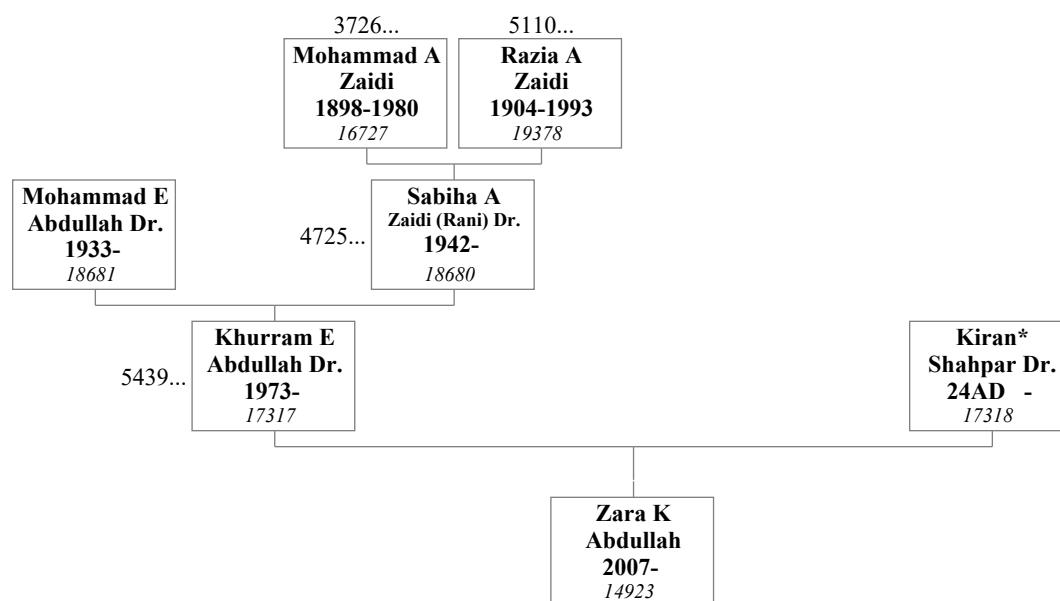 3726...
5110...
Mohammad A
Zaidi
1898-1980
16727
Razia A
Zaidi
1904-1993
19378
Mohammad E
Abdullah Dr.
1933-
18681
4725...
Sabiha A
Zaidi (Rani) Dr.
1942-
18680
5439...
Khurram E
Abdullah Dr.
1973-
17317
Kiran*
Shahpar Dr.
24AD -
17318
Zara K
Abdullah
2007-
14923